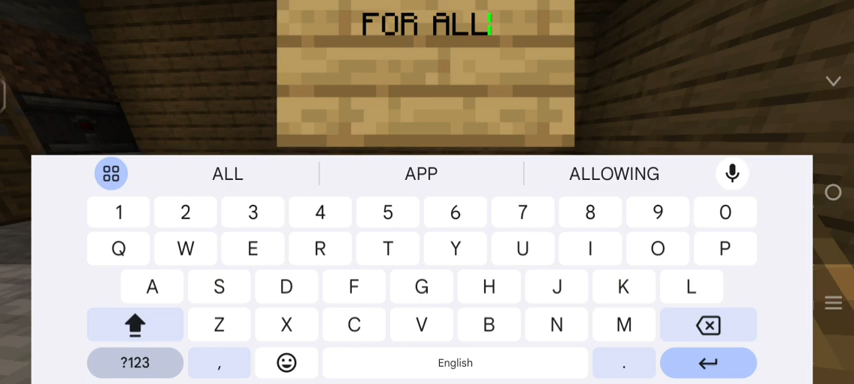 FOR ALL
ALL APP ALLOWING
1 2 3 4 5 6 7 8 9 0
Q W E R T Y U I O P
A S D F G H J K L
Z X C V B N M
?123 , English .